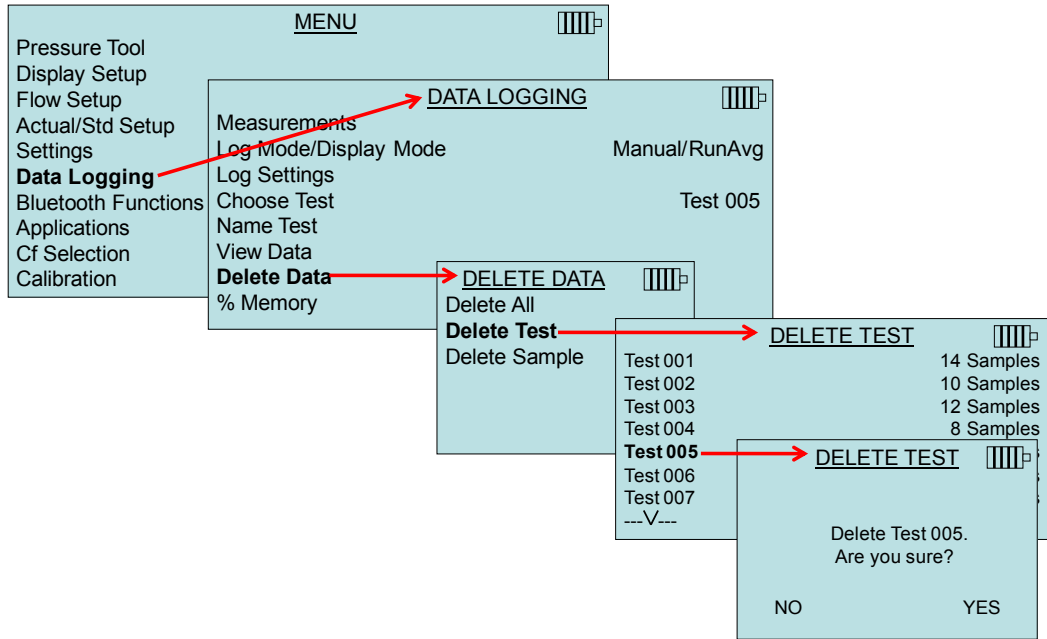 MENU
Pressure Tool
Display Setup
Flow Setup
Actual/Std Setup
Settings
Data Logging
Bluetooth Functions
Applications
Cf Selection
Calibration
DATA LOGGING
Measurements
Log Mode/Display Mode Manual/RunAvg
Log Settings
Choose Test Test 005
Name Test
View Data
Delete Data
% Memory
DELETE DATA
Delete All
Delete Test
Delete Sample
DELETE TEST
Test 001 14 Samples
Test 002 10 Samples
Test 003 12 Samples
Test 004 8 Samples
Test 005
Test 006
Test 007
---V---
DELETE TEST
Delete Test 005.
Are you sure?
NO YES